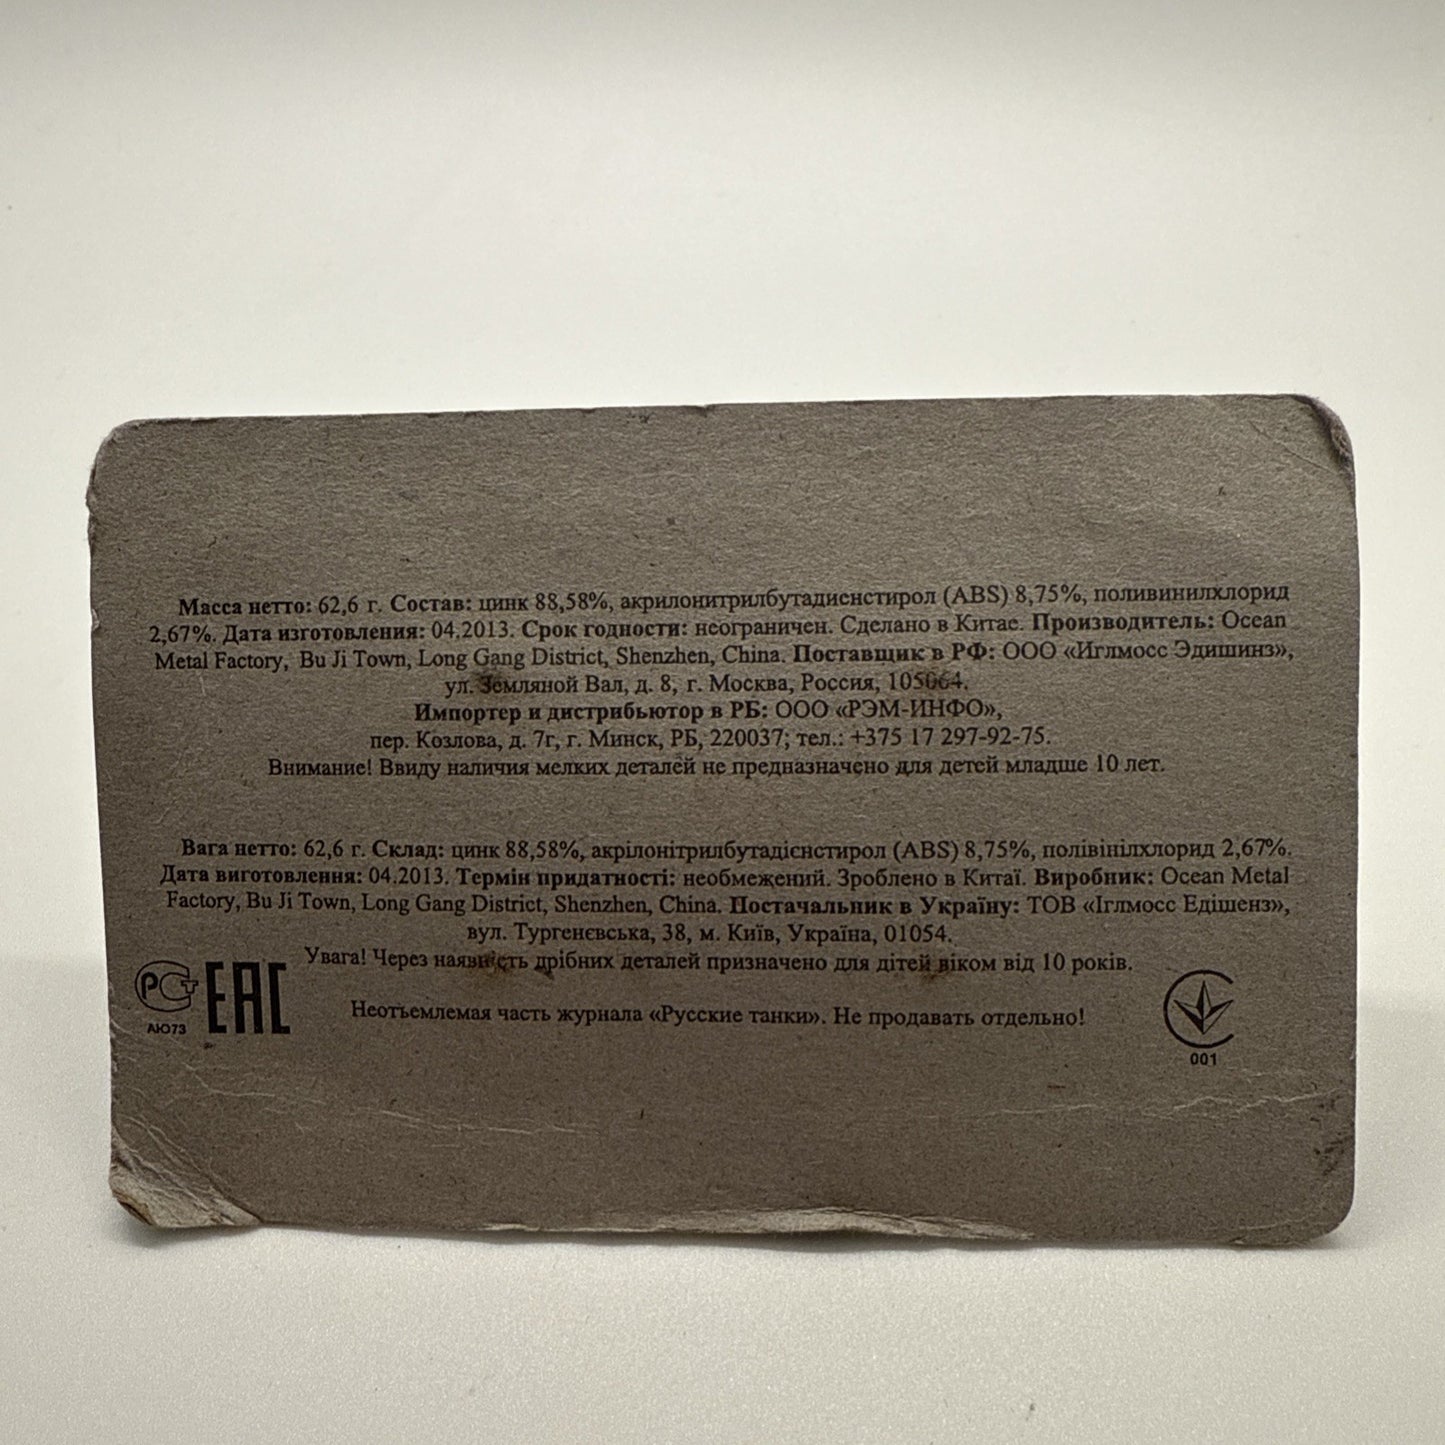 Масса нетто: 62,6 г. Состав: цинк 88,58%, акрилонитрилбутадиенстирол (ABS) 8,75%, поливинилхлорид
2,67%. Дата изготовления: 04.2013. Срок годности: неограничен. Сделано в Китае. Производитель: Ocean
Metal Factory, Bu Ji Town, Long Gang District, Shenzhen, China. Поставщик в РФ: ООО «Иглмосс Эдишинз»,
ул. Земляной Вал, д. 8, г. Москва, Россия, 105064.
Импортер и дистрибьютор в РБ: ООО «РЭМ-ИНФО»,
пер. Козлова, д. 7г, г. Минск, РБ, 220037; тел.: +375 17 297-92-75.
Внимание! Ввиду наличия мелких деталей не предназначено для детей младше 10 лет.
Вага нетто: 62,6 г. Склад: цинк 88,58%, акрілонітрилбутадієнстирол (ABS) 8,75%, полівінілхлорид 2,67%.
Дата виготовлення: 04.2013. Термін придатності: необмежений. Зроблено в Китаї. Виробник: Ocean Metal
Factory, Bu Ji Town, Long Gang District, Shenzhen, China. Постачальник в Україну: ТОВ «Іглмосс Едішенз»,
вул. Тургенєвська, 38, м. Київ, Україна, 01054.
Увага! Через наявність дрібних деталей призначено для дітей віком від 10 років.
РСТ EAC
АЮ73
Неотъемлемая часть журнала «Русские танки». Не продавать отдельно!
001